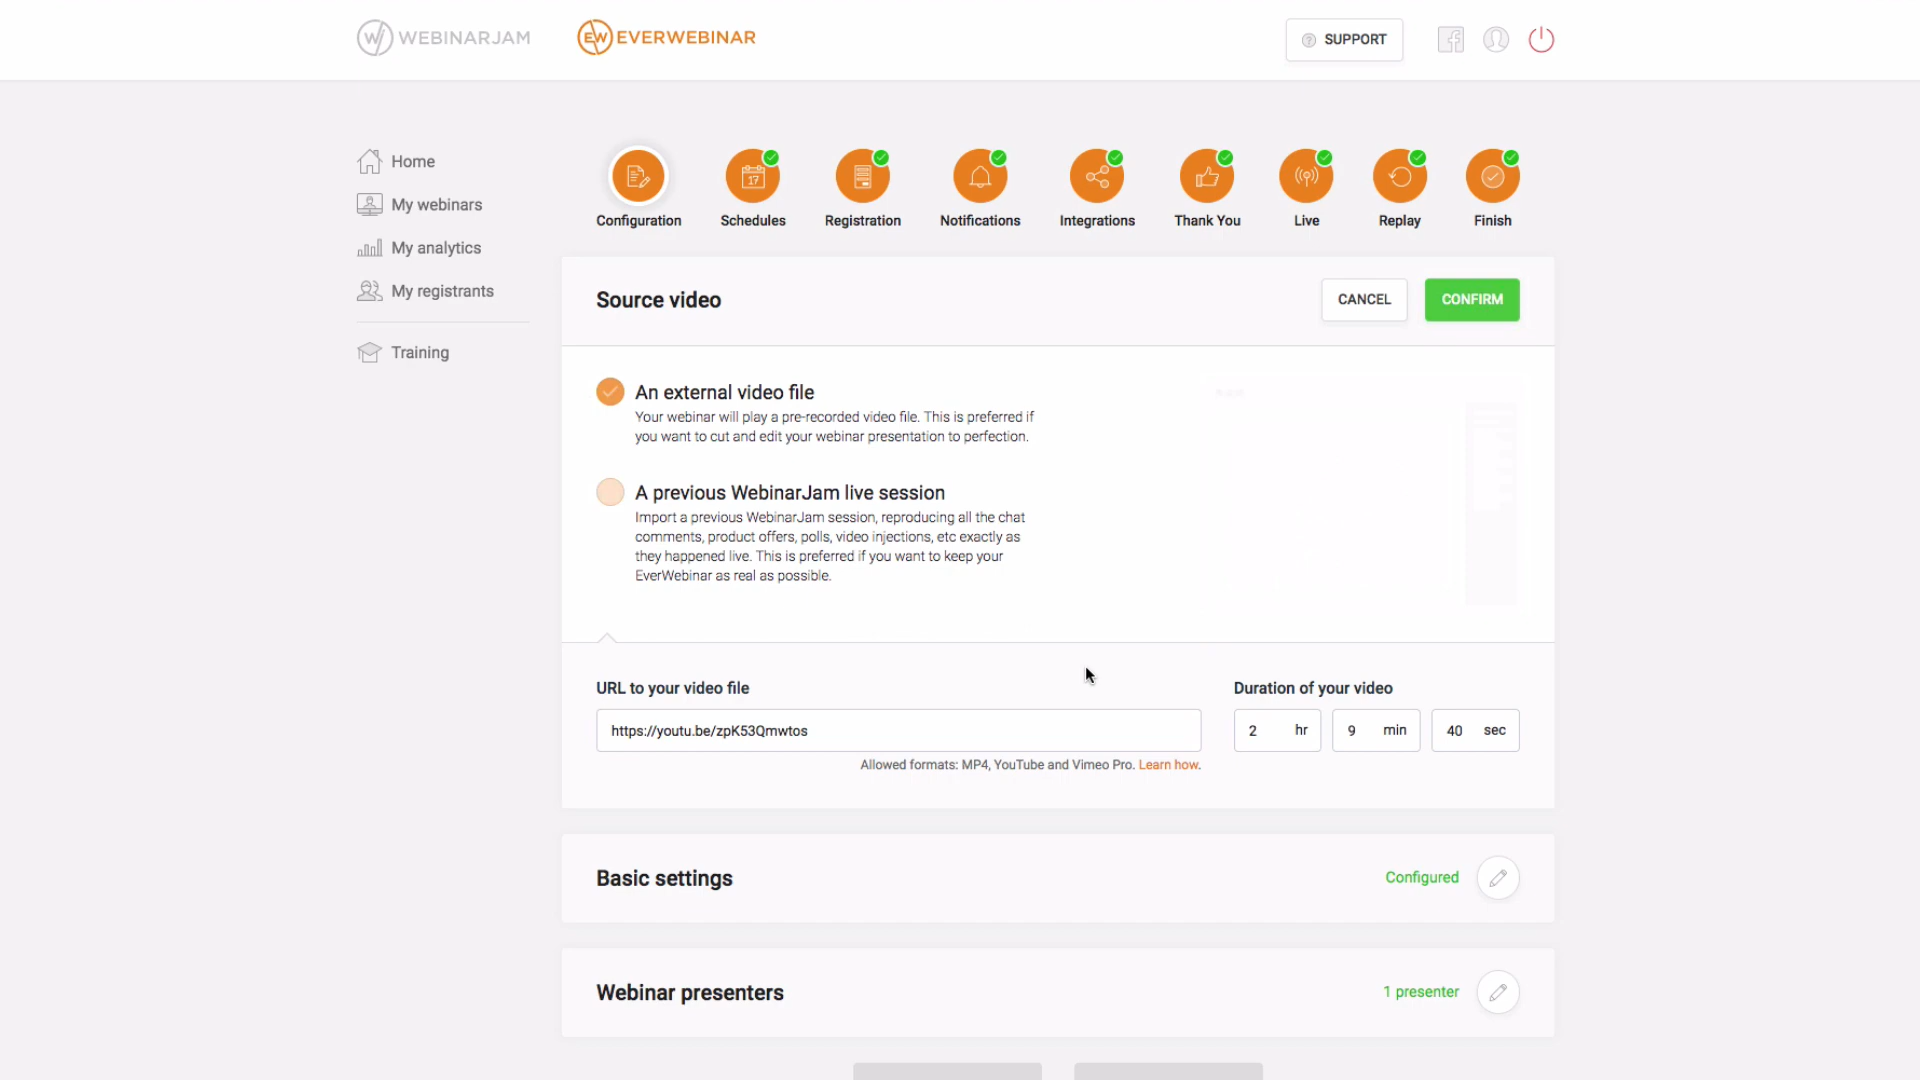 WEBINARJAM
EVERWEBINAR
SUPPORT
Home
My webinars
My analytics
My registrants
Training
17
Configuration
Schedules
Registration
Notifications
Integrations
Thank You
Live
Replay
Finish
Source video
CANCEL
CONFIRM
An external video file
Your webinar will play a pre-recorded video file. This is preferred if
you want to cut and edit your webinar presentation to perfection.
A previous WebinarJam live session
Import a previous WebinarJam session, reproducing all the chat
comments, product offers, polls, video injections, etc exactly as
they happened live. This is preferred if you want to keep your
EverWebinar as real as possible.
URL to your video file
Duration of your video
https://youtu.be/zpK53Qmwtos
2 hr
9 min
40 sec
Allowed formats: MP4, YouTube and Vimeo Pro. Learn how.
Basic settings
Configured
Webinar presenters
1 presenter